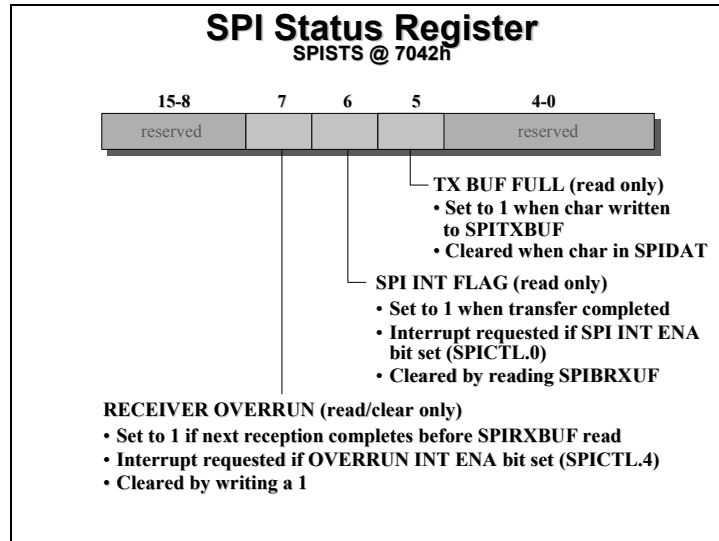 SPI Status Register
SPISTS @ 7042h
15-8 7 6 5 4-0
reserved reserved
TX BUF FULL (read only)
• Set to 1 when char written
to SPITXBUF
• Cleared when char in SPIDAT
SPI INT FLAG (read only)
• Set to 1 when transfer completed
• Interrupt requested if SPI INT ENA
bit set (SPICTL.0)
• Cleared by reading SPIBRXUF
RECEIVER OVERRUN (read/clear only)
• Set to 1 if next reception completes before SPIRXBUF read
• Interrupt requested if OVERRUN INT ENA bit set (SPICTL.4)
• Cleared by writing a 1